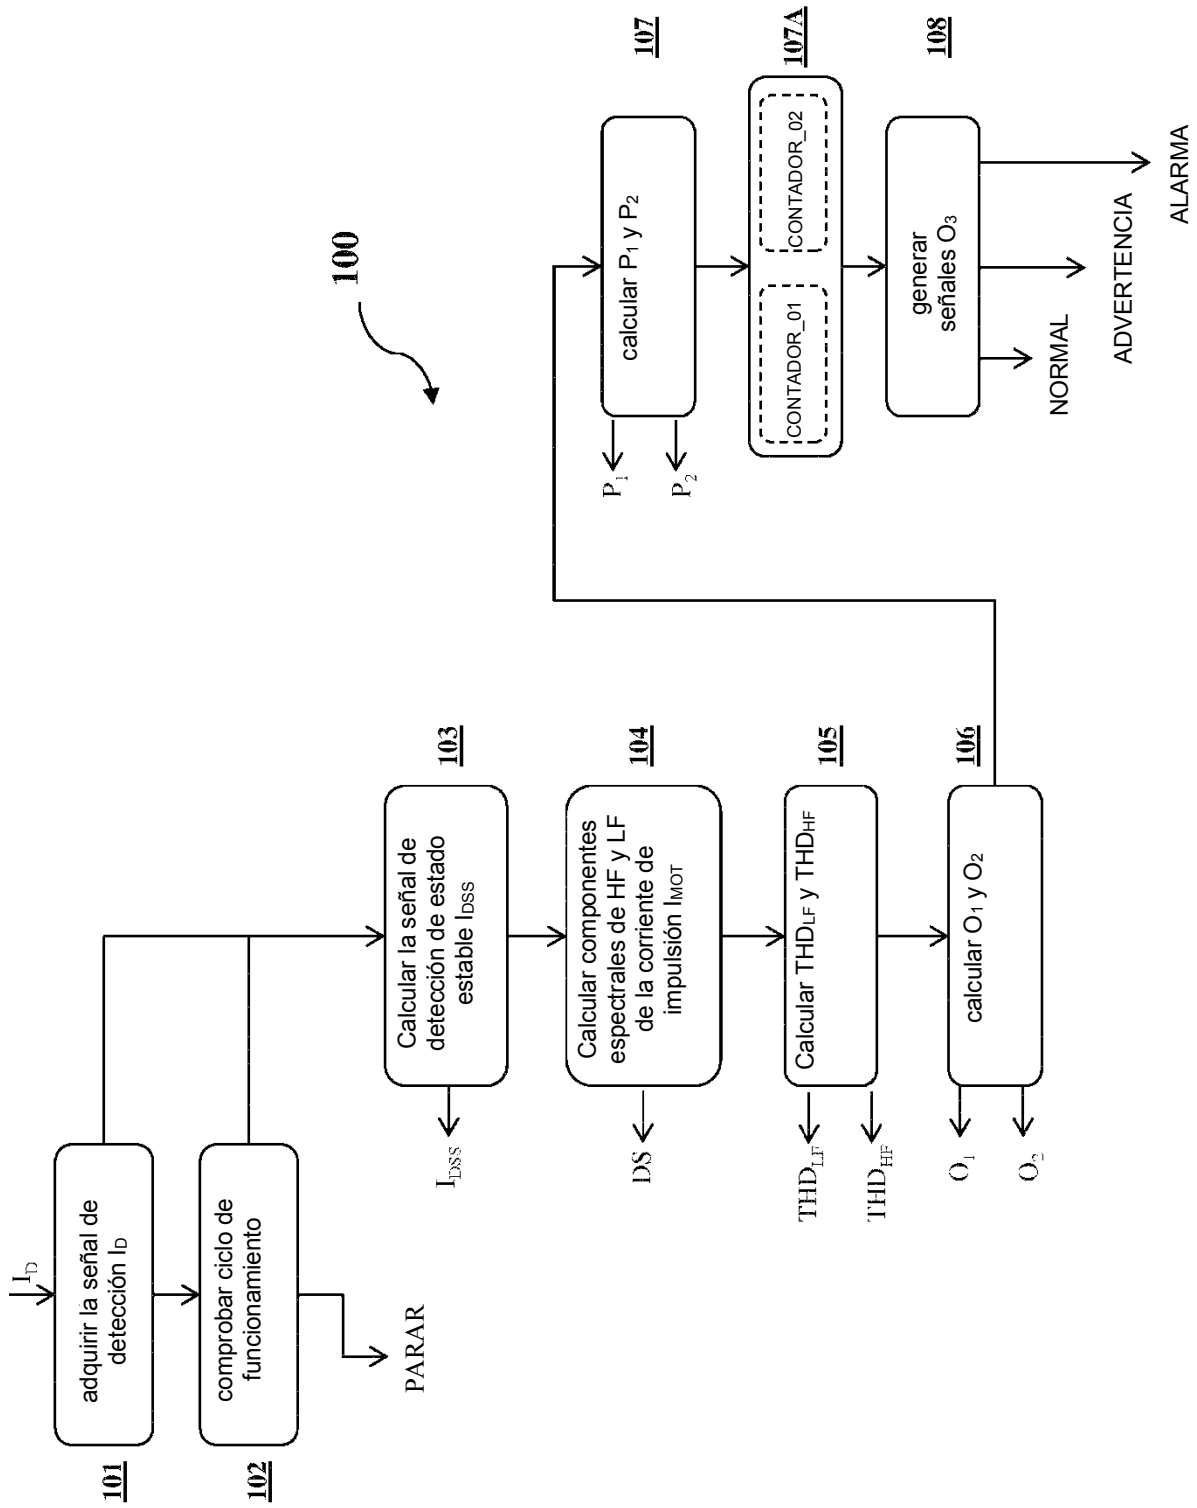 100
I_D
adquirir la señal de
detección I_D
101
comprobar ciclo de
funcionamiento
102
PARAR
Calcular la señal de
detección de estado
estable I_DSS
103
I_DSS
Calcular componentes
espectrales de HF y LF
de la corriente de
impulsión I_MOT
104
DS
Calcular THD_LF y THD_HF
105
THD_LF
THD_HF
calcular O_1 y O_2
106
O_1
O_2
calcular P_1 y P_2
107
P_1
P_2
CONTADOR_01
CONTADOR_02
107A
generar
señales O_3
108
NORMAL
ADVERTENCIA
ALARMA